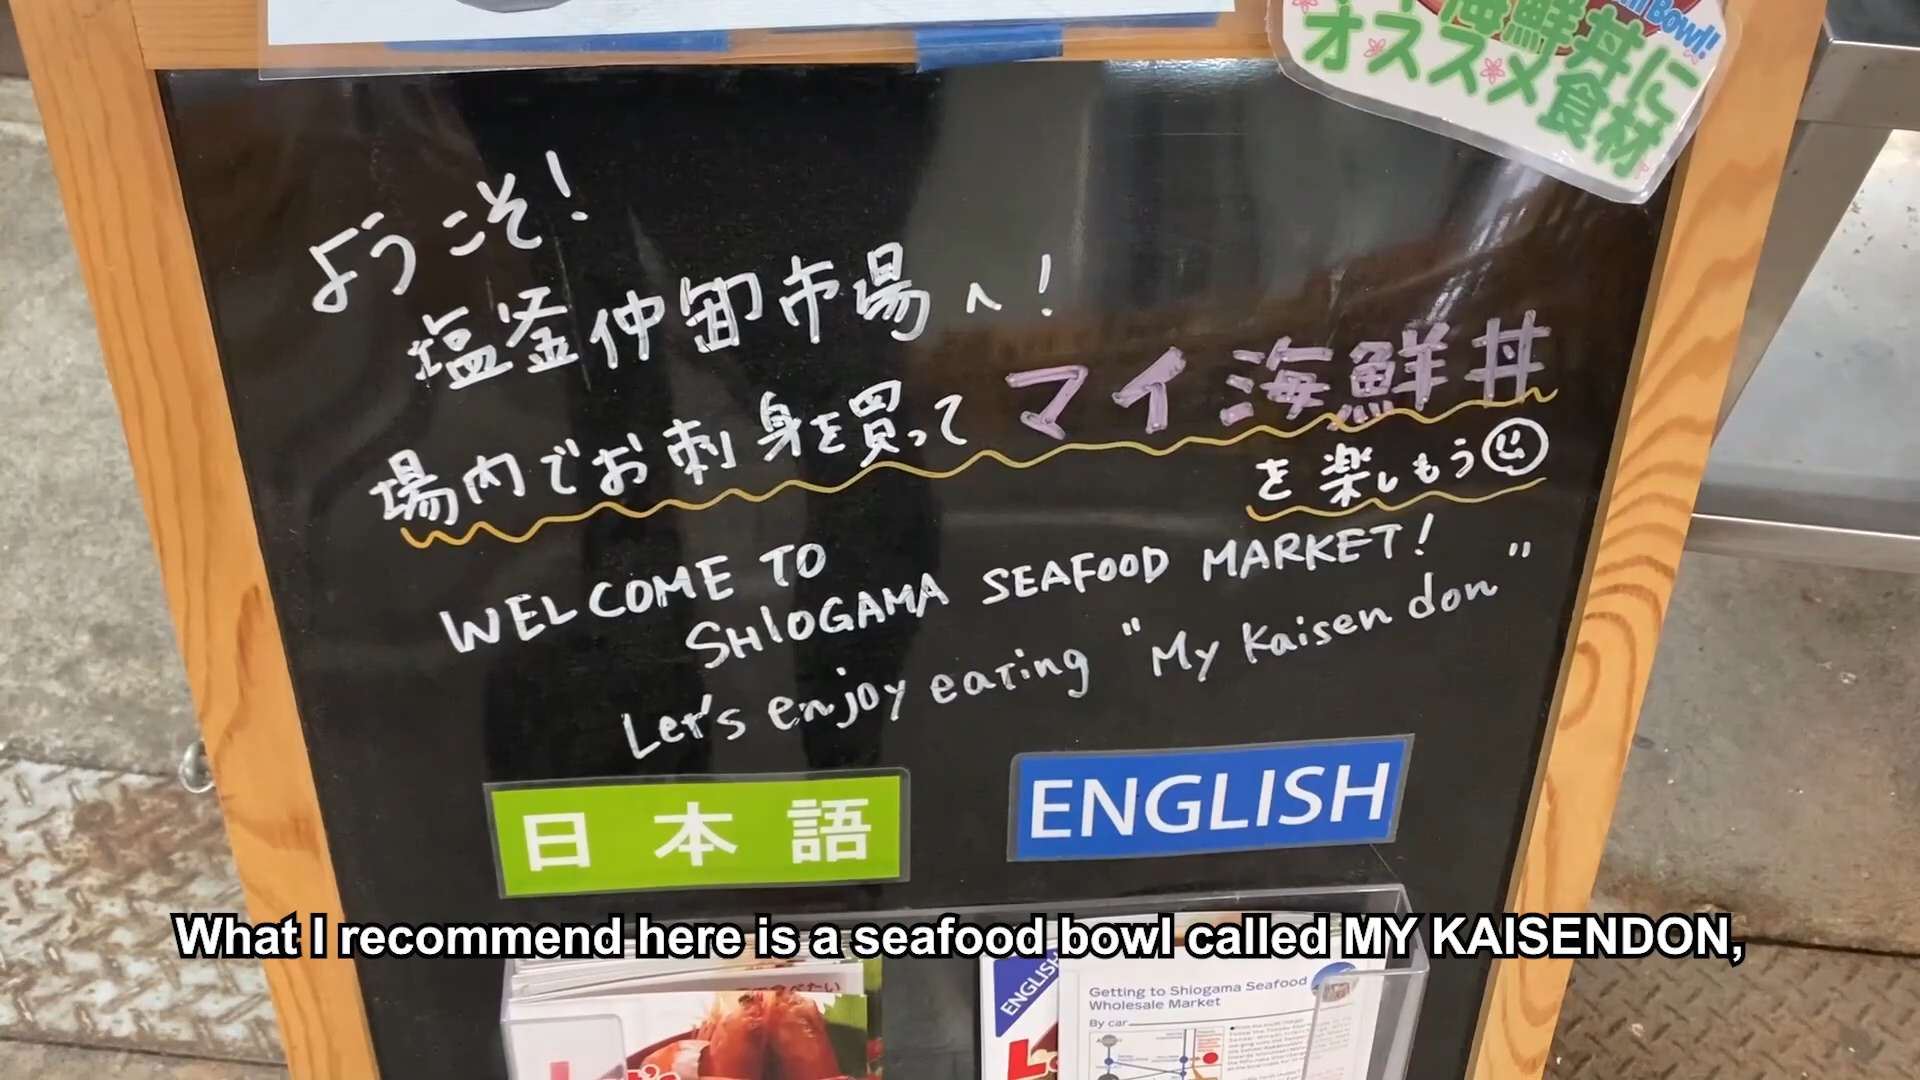 海鮮丼に
オススメ食材
ようこそ!
塩釜仲卸市場へ!
場内でお刺身を買ってマイ海鮮丼
を楽しもう
WELCOME TO
SHIOGAMA SEAFOOD MARKET!
Let's enjoy eating "My Kaisen don"
日本語
ENGLISH
What I recommend here is a seafood bowl called MY KAISENDON,
ENGLISH
Getting to Shiogama Seafood
Wholesale Market
By car